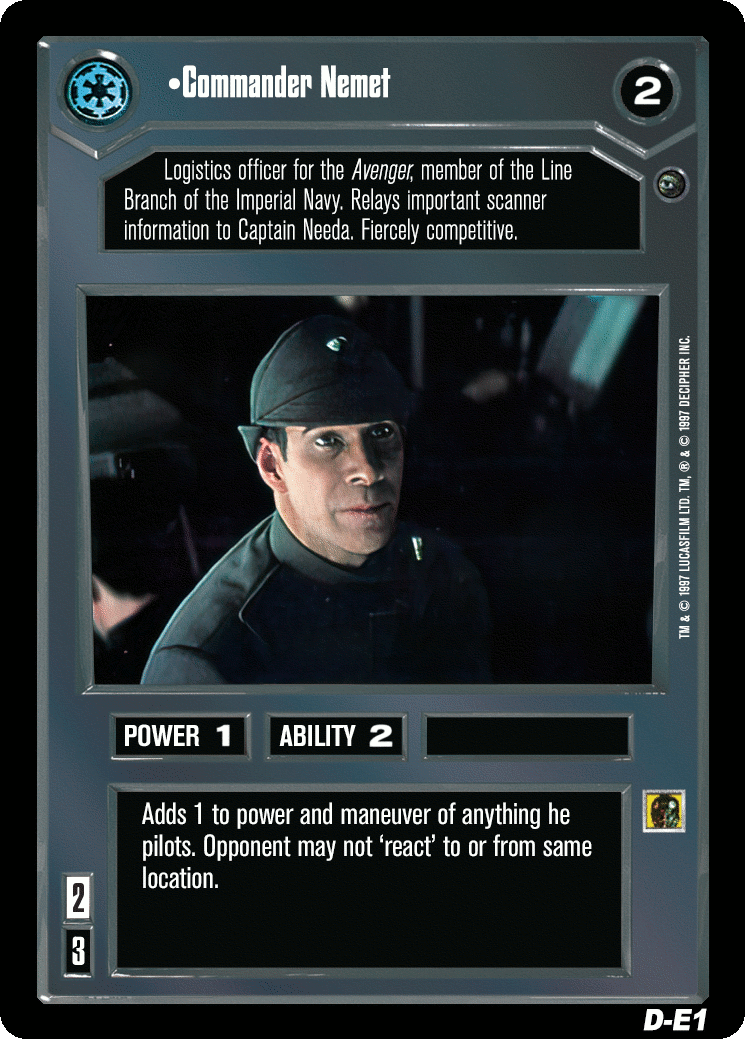 •Commander Nemet
2
Logistics officer for the Avenger, member of the Line
Branch of the Imperial Navy. Relays important scanner
information to Captain Needa. Fiercely competitive.
TM & © 1997 LUCASFILM LTD. TM, ® & © 1997 DECIPHER INC.
POWER 1
ABILITY 2
Adds 1 to power and maneuver of anything he
pilots. Opponent may not ‘react’ to or from same
location.
2
3
D-E1